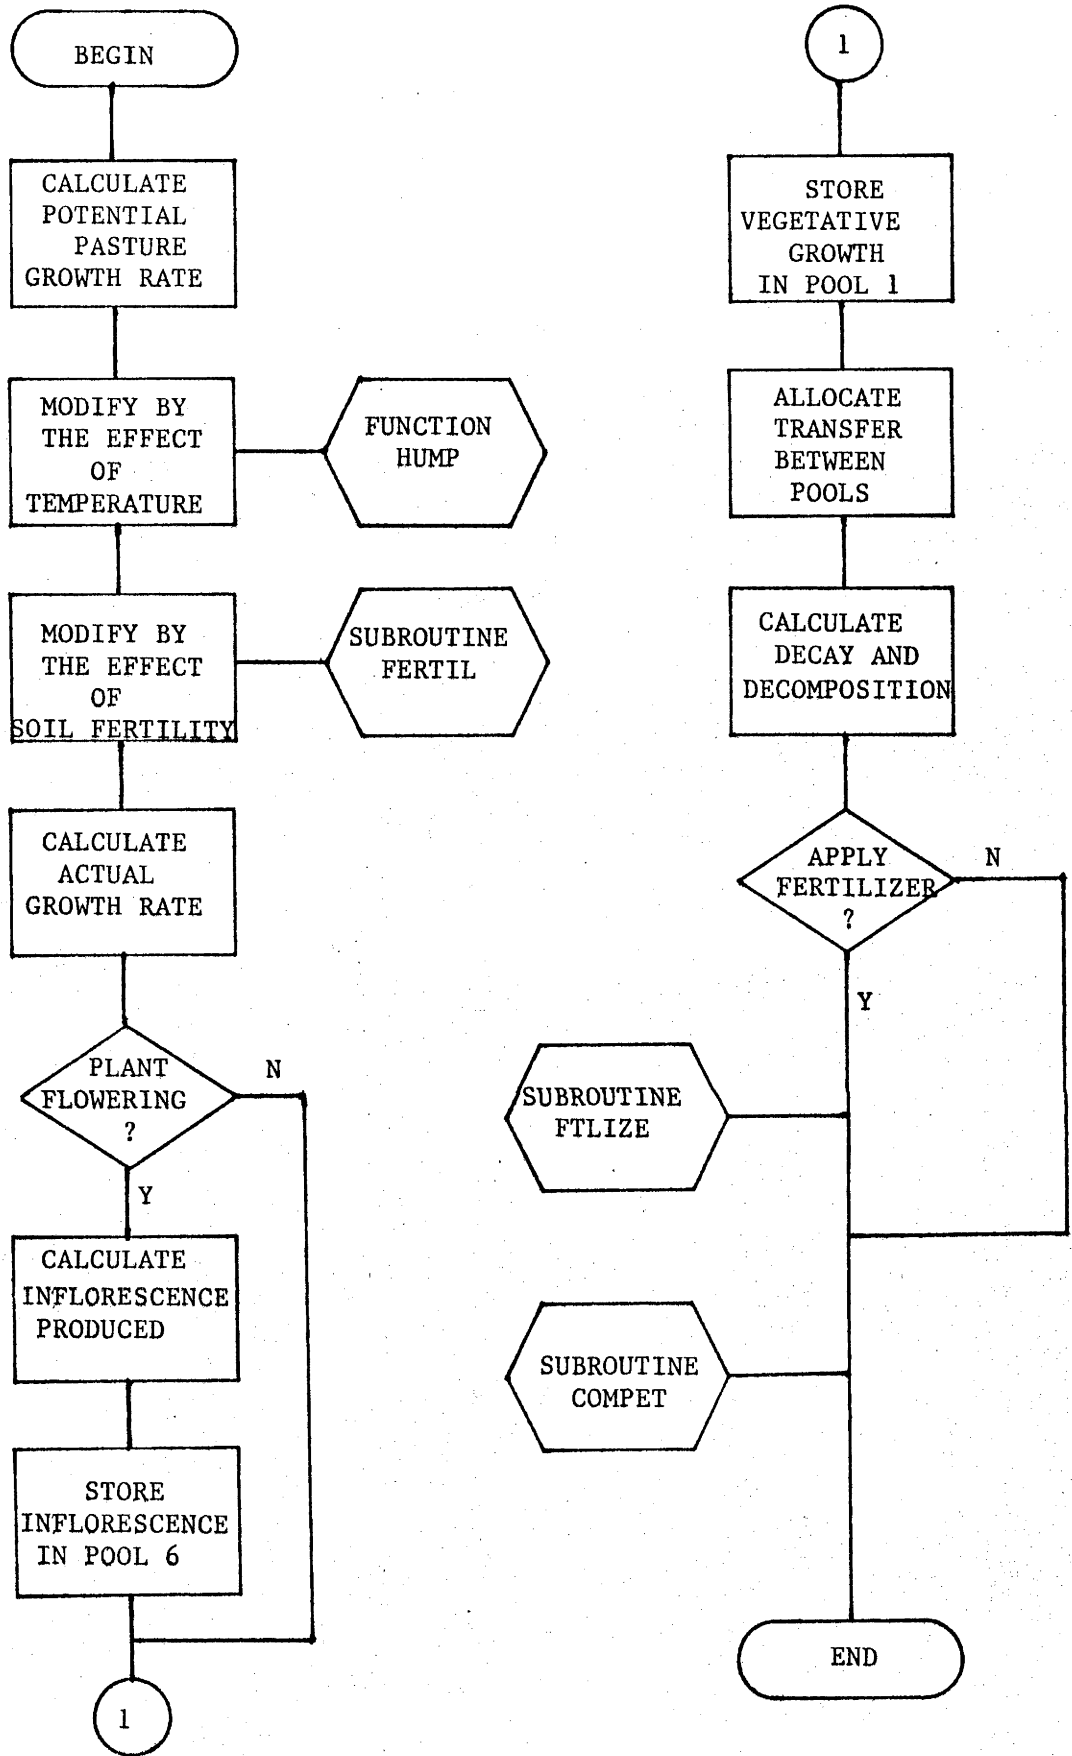 BEGIN
CALCULATE
POTENTIAL
PASTURE
GROWTH RATE
MODIFY BY
THE EFFECT
OF
TEMPERATURE
FUNCTION
HUMP
MODIFY BY
THE EFFECT
OF
SOIL FERTILITY
SUBROUTINE
FERTIL
CALCULATE
ACTUAL
GROWTH RATE
PLANT
FLOWERING
?
N
Y
CALCULATE
INFLORESCENCE
PRODUCED
STORE
INFLORESCENCE
IN POOL 6
1
1
STORE
VEGETATIVE
GROWTH
IN POOL 1
ALLOCATE
TRANSFER
BETWEEN
POOLS
CALCULATE
DECAY AND
DECOMPOSITION
APPLY
FERTILIZER
?
N
Y
SUBROUTINE
FTLIZE
SUBROUTINE
COMPET
END